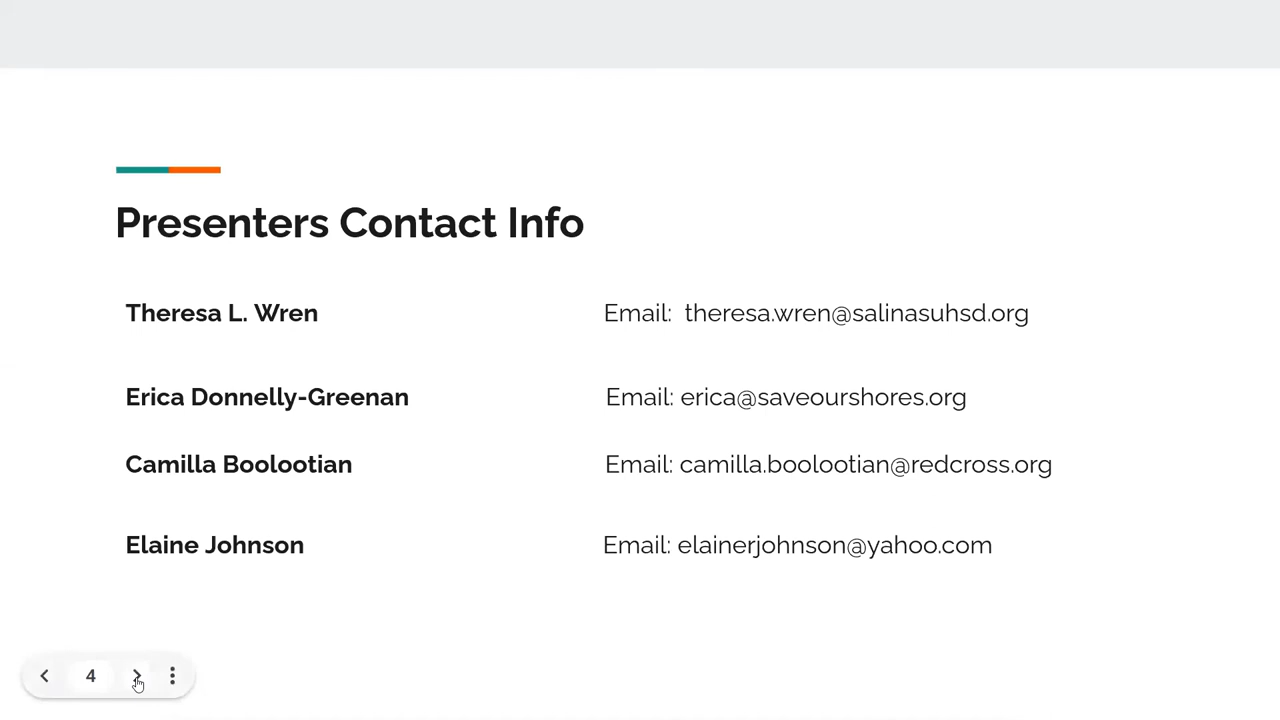 Presenters Contact Info
Theresa L. Wren Email: theresa.wren@salinasuhsd.org
Erica Donnelly-Greenan Email: erica@saveourshores.org
Camilla Boolootian Email: camilla.boolootian@redcross.org
Elaine Johnson Email: elainerjohnson@yahoo.com
4